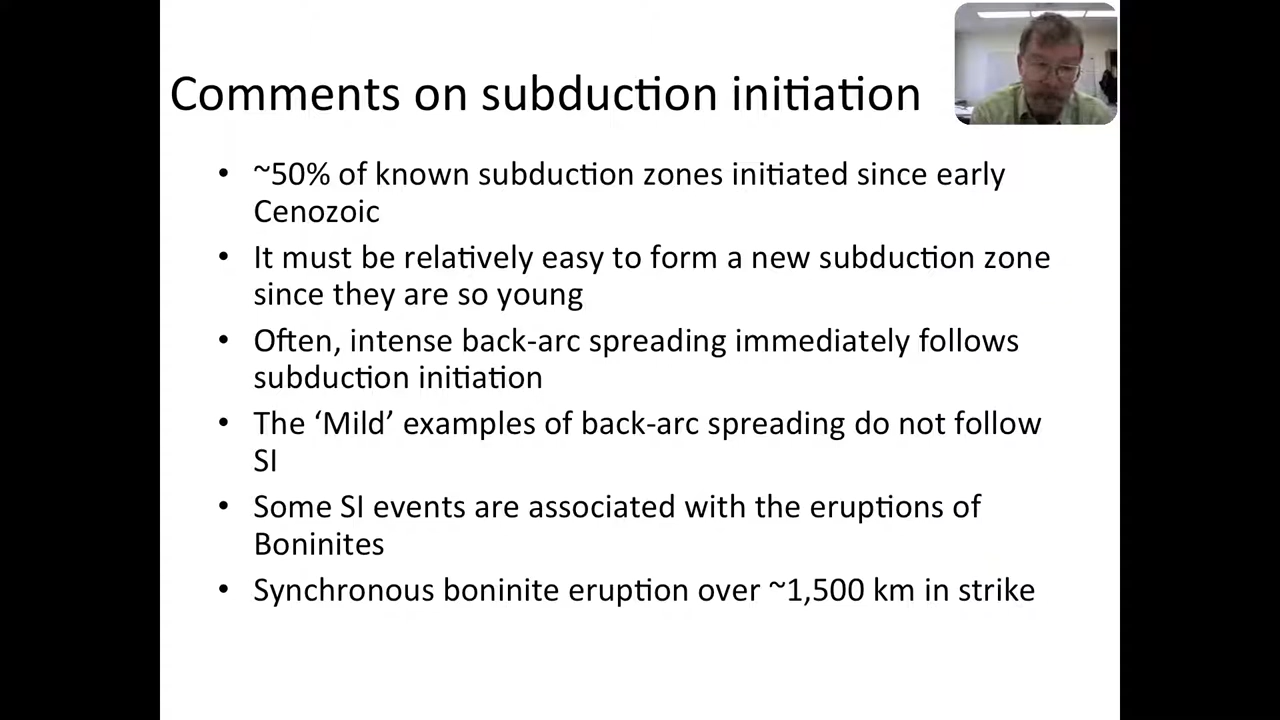 Comments on subduction initiation
• ~50% of known subduction zones initiated since early
Cenozoic
• It must be relatively easy to form a new subduction zone
since they are so young
• Often, intense back-arc spreading immediately follows
subduction initiation
• The ‘Mild’ examples of back-arc spreading do not follow
SI
• Some SI events are associated with the eruptions of
Boninites
• Synchronous boninite eruption over ~1,500 km in strike